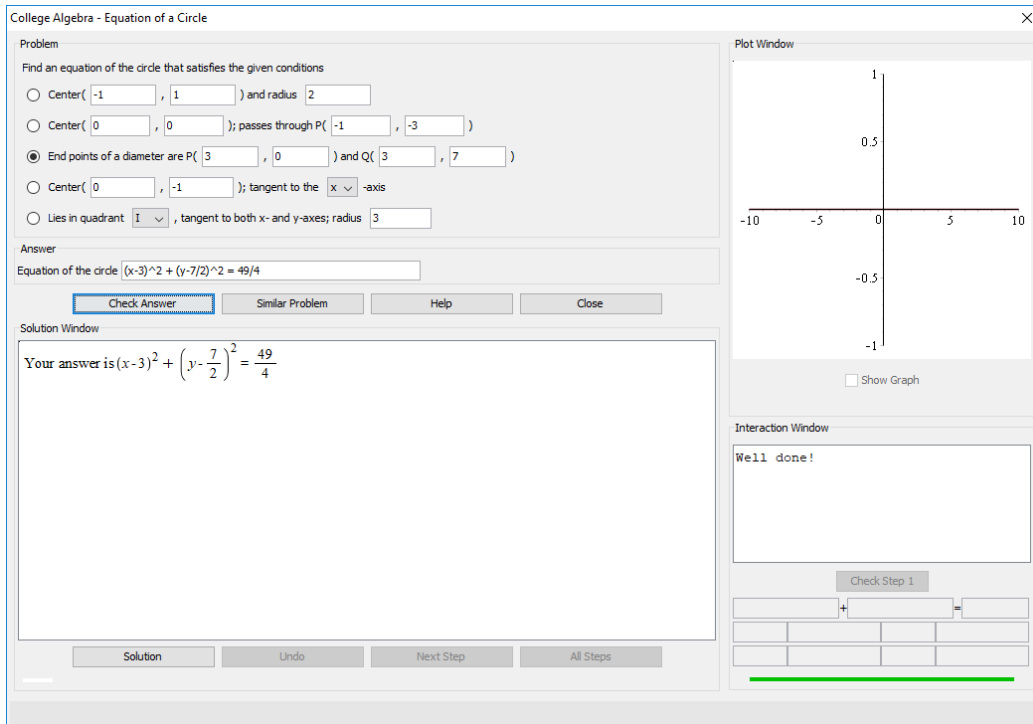 College Algebra - Equation of a Circle
Problem
Find an equation of the circle that satisfies the given conditions
Center( -1 , 1 ) and radius 2
Center( 0 , 0 ); passes through P( -1 , -3 )
End points of a diameter are P( 3 , 0 ) and Q( 3 , 7 )
Center( 0 , -1 ); tangent to the x -axis
Lies in quadrant I , tangent to both x- and y-axes; radius 3
Answer
Equation of the circle (x-3)^2 + (y-7/2)^2 = 49/4
Check Answer Similar Problem Help Close
Solution Window
Your answer is (x-3)² + (y-7/2)² = 49/4
Solution Undo Next Step All Steps
Plot Window
1
0.5
-10 -5 0 5 10
-0.5
-1
Show Graph
Interaction Window
Well done!
Check Step 1
+ =